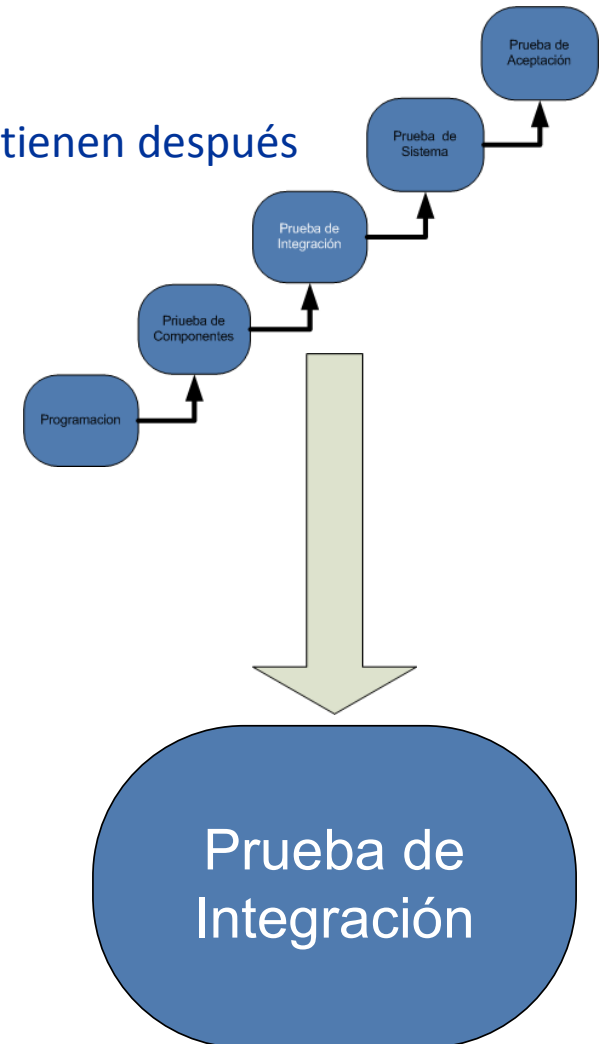 Prueba de
Aceptación
tienen después
Prueba de
Sistema
Prueba de
Integración
Priueba de
Componentes
Programacion
Prueba de
Integración